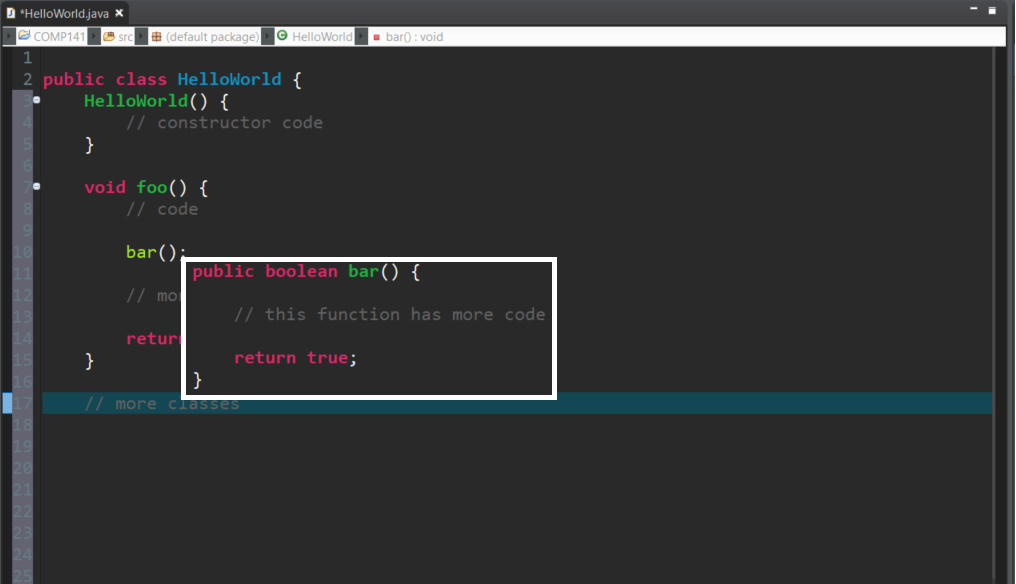 *HelloWorld.java
COMP141 src (default package) HelloWorld bar() : void
1
2 public class HelloWorld {
3 HelloWorld() {
4 // constructor code
5 }
6
7 void foo() {
8 // code
9
10 bar();
11 public boolean bar() {
12 //
13 // this function has more code
14
15 } return true;
16 }
17 // more classes
18
19
20
21
22
23
24
25